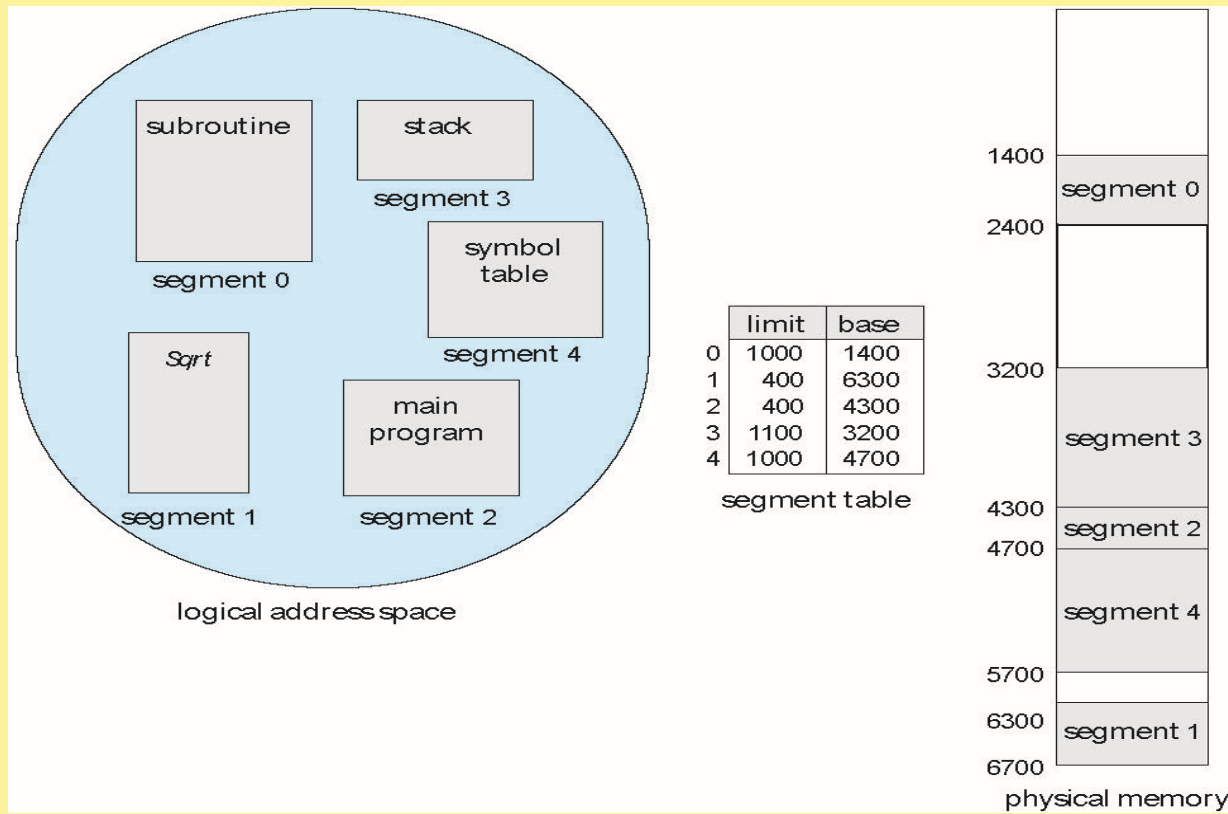 subroutine
segment 0
stack
segment 3
symbol
table
segment 4
Sqrt
segment 1
main
program
segment 2
logical address space
limit base
0 1000 1400
1 400 6300
2 400 4300
3 1100 3200
4 1000 4700
segment table
1400
segment 0
2400
3200
segment 3
4300
segment 2
4700
segment 4
5700
6300
segment 1
6700
physical memory